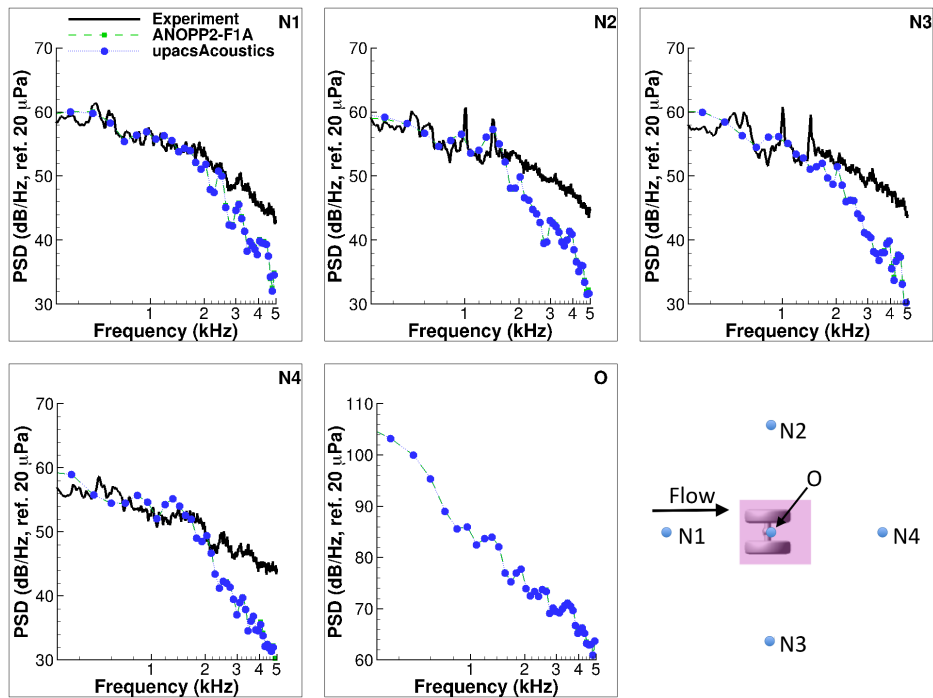 N1
Experiment
ANOPP2-F1A
upacsAcoustics
PSD (dB/Hz, ref. 20 μPa)
70
60
50
40
30
1 2 3 4 5
Frequency (kHz)
N2
PSD (dB/Hz, ref. 20 μPa)
70
60
50
40
30
1 2 3 4 5
Frequency (kHz)
N3
PSD (dB/Hz, ref. 20 μPa)
70
60
50
40
30
1 2 3 4 5
Frequency (kHz)
N4
PSD (dB/Hz, ref. 20 μPa)
70
60
50
40
30
1 2 3 4 5
Frequency (kHz)
O
PSD (dB/Hz, ref. 20 μPa)
110
100
90
80
70
60
1 2 3 4 5
Frequency (kHz)
N2
O
Flow
N1
N4
N3